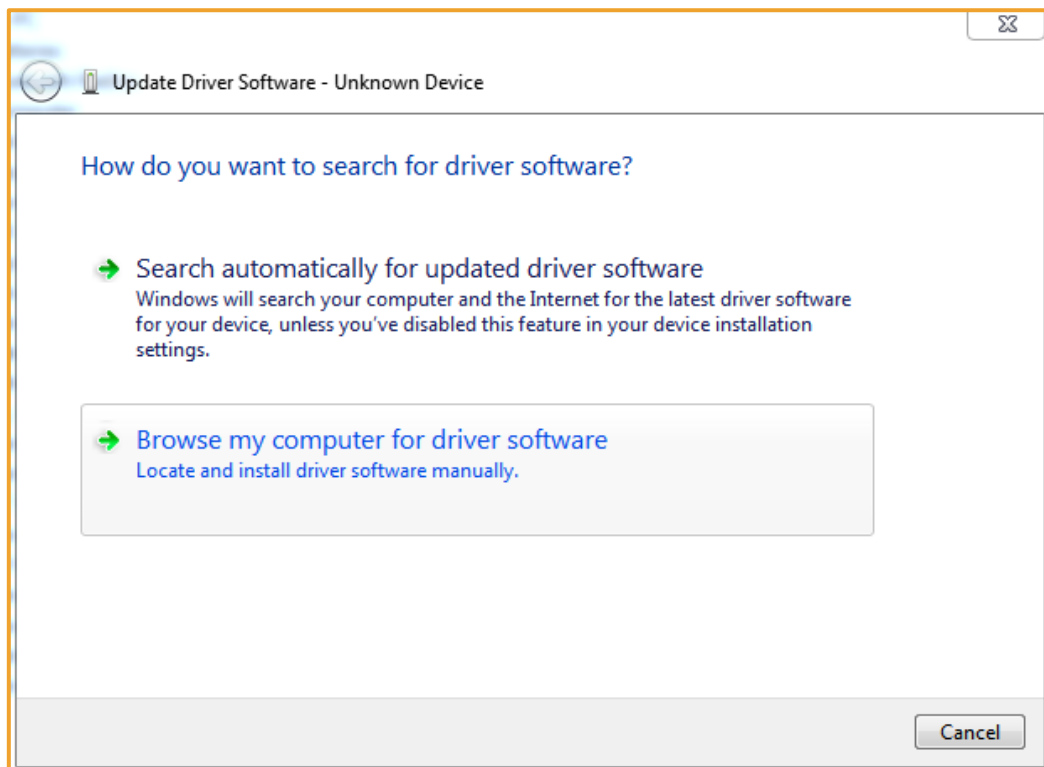 Update Driver Software - Unknown Device
How do you want to search for driver software?
Search automatically for updated driver software
Windows will search your computer and the Internet for the latest driver software
for your device, unless you've disabled this feature in your device installation
settings.
Browse my computer for driver software
Locate and install driver software manually.
Cancel